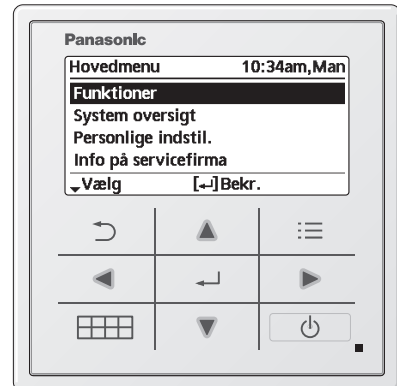 Panasonic
Hovedmenu 10:34am,Man
Funktioner
System oversigt
Personlige indstil.
Info på servicefirma
Vælg [↵]Bekr.